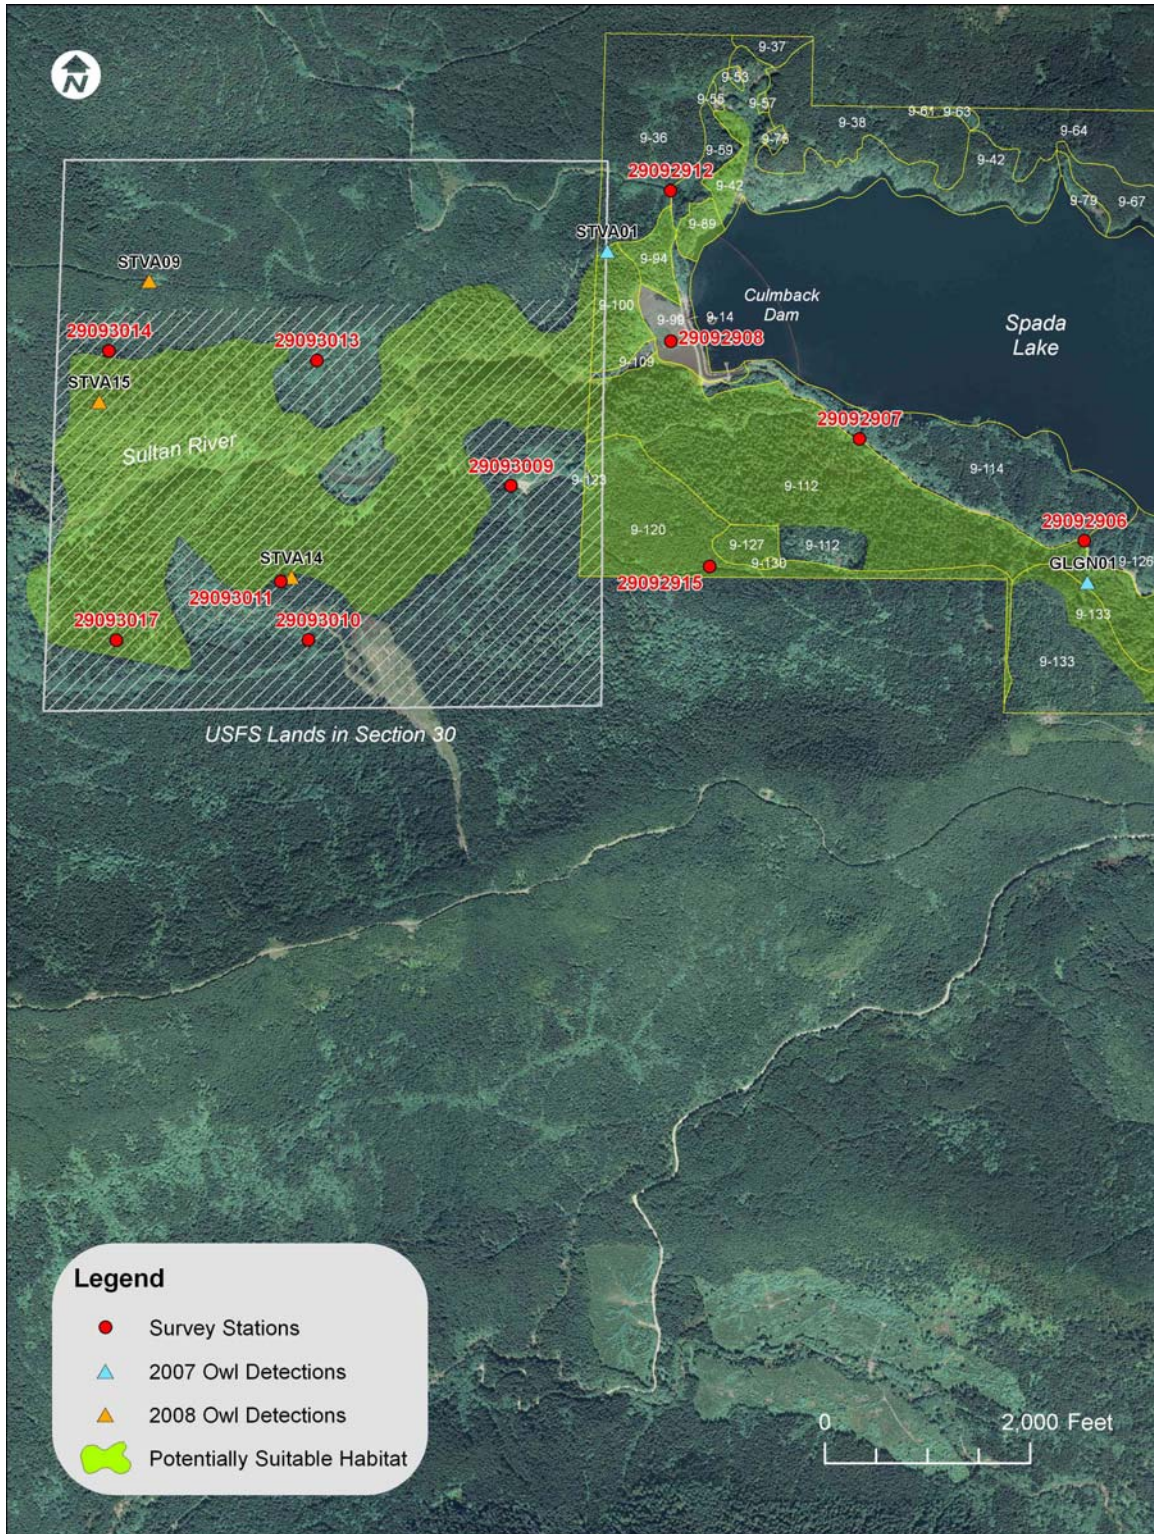 N
9-37
9-53
9-55
9-57
9-61
9-63
9-38
9-64
9-36
9-76
9-59
9-42
9-42
9-79
9-67
29092912
9-89
STVA01
9-94
STVA09
9-100
Culmback
Dam
9-99
9-14
Spada
Lake
29093014
29093013
29092908
9-109
STVA15
29092907
Sultan River
29093009
9-123
9-114
9-112
9-120
29092906
9-127
9-112
STVA14
9-130
GLGN01
9-126
29092915
29093011
29093017
29093010
9-133
9-133
USFS Lands in Section 30
Legend
Survey Stations
2007 Owl Detections
2008 Owl Detections
Potentially Suitable Habitat
0 2,000 Feet